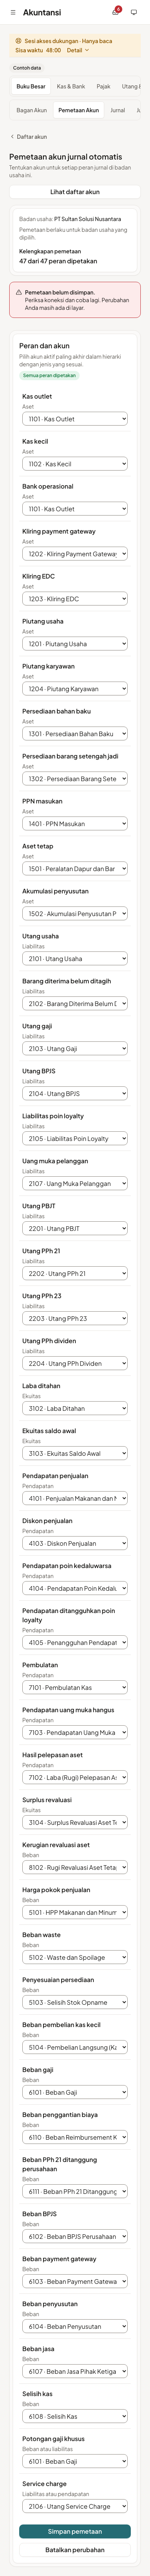 Akuntansi
6
Sesi akses dukungan · Hanya baca
Sisa waktu 48:00 Detail
Contoh data
Buku Besar Kas & Bank Pajak Utang &
Bagan Akun Pemetaan Akun Jurnal
Daftar akun
Pemetaan akun jurnal otomatis
Tentukan akun untuk setiap peran jurnal di badan
usaha ini.
Lihat daftar akun
Badan usaha: PT Sultan Solusi Nusantara
Pemetaan berlaku untuk badan usaha yang
dipilih.
Kelengkapan pemetaan
47 dari 47 peran dipetakan
Pemetaan belum disimpan.
Periksa koneksi dan coba lagi. Perubahan
Anda masih ada di layar.
Peran dan akun
Pilih akun aktif paling akhir dalam hierarki
dengan jenis yang sesuai.
Semua peran dipetakan
Kas outlet
Aset
1101 · Kas Outlet
Kas kecil
Aset
1102 · Kas Kecil
Bank operasional
Aset
1101 · Kas Outlet
Kliring payment gateway
Aset
1202 · Kliring Payment Gateway
Kliring EDC
Aset
1203 · Kliring EDC
Piutang usaha
Aset
1201 · Piutang Usaha
Piutang karyawan
Aset
1204 · Piutang Karyawan
Persediaan bahan baku
Aset
1301 · Persediaan Bahan Baku
Persediaan barang setengah jadi
Aset
1302 · Persediaan Barang Sete
PPN masukan
Aset
1401 · PPN Masukan
Aset tetap
Aset
1501 · Peralatan Dapur dan Bar
Akumulasi penyusutan
Aset
1502 · Akumulasi Penyusutan P
Utang usaha
Liabilitas
2101 · Utang Usaha
Barang diterima belum ditagih
Liabilitas
2102 · Barang Diterima Belum D
Utang gaji
Liabilitas
2103 · Utang Gaji
Utang BPJS
Liabilitas
2104 · Utang BPJS
Liabilitas poin loyalty
Liabilitas
2105 · Liabilitas Poin Loyalty
Uang muka pelanggan
Liabilitas
2107 · Uang Muka Pelanggan
Utang PBJT
Liabilitas
2201 · Utang PBJT
Utang PPh 21
Liabilitas
2202 · Utang PPh 21
Utang PPh 23
Liabilitas
2203 · Utang PPh 23
Utang PPh dividen
Liabilitas
2204 · Utang PPh Dividen
Laba ditahan
Ekuitas
3102 · Laba Ditahan
Ekuitas saldo awal
Ekuitas
3103 · Ekuitas Saldo Awal
Pendapatan penjualan
Pendapatan
4101 · Penjualan Makanan dan M
Diskon penjualan
Pendapatan
4103 · Diskon Penjualan
Pendapatan poin kedaluwarsa
Pendapatan
4104 · Pendapatan Poin Kedalu
Pendapatan ditangguhkan poin
loyalty
Pendapatan
4105 · Penangguhan Pendapat
Pembulatan
Pendapatan
7101 · Pembulatan Kas
Pendapatan uang muka hangus
Pendapatan
7103 · Pendapatan Uang Muka
Hasil pelepasan aset
Pendapatan
7102 · Laba (Rugi) Pelepasan As
Surplus revaluasi
Ekuitas
3104 · Surplus Revaluasi Aset Te
Kerugian revaluasi aset
Beban
8102 · Rugi Revaluasi Aset Tetap
Harga pokok penjualan
Beban
5101 · HPP Makanan dan Minum
Beban waste
Beban
5102 · Waste dan Spoilage
Penyesuaian persediaan
Beban
5103 · Selisih Stok Opname
Beban pembelian kas kecil
Beban
5104 · Pembelian Langsung (Ka
Beban gaji
Beban
6101 · Beban Gaji
Beban penggantian biaya
Beban
6110 · Beban Reimbursement K
Beban PPh 21 ditanggung
perusahaan
Beban
6111 · Beban PPh 21 Ditanggung
Beban BPJS
Beban
6102 · Beban BPJS Perusahaan
Beban payment gateway
Beban
6103 · Beban Payment Gatewa
Beban penyusutan
Beban
6104 · Beban Penyusutan
Beban jasa
Beban
6107 · Beban Jasa Pihak Ketiga
Selisih kas
Beban
6108 · Selisih Kas
Potongan gaji khusus
Beban atau liabilitas
6101 · Beban Gaji
Service charge
Liabilitas atau pendapatan
2106 · Utang Service Charge
Simpan pemetaan
Batalkan perubahan